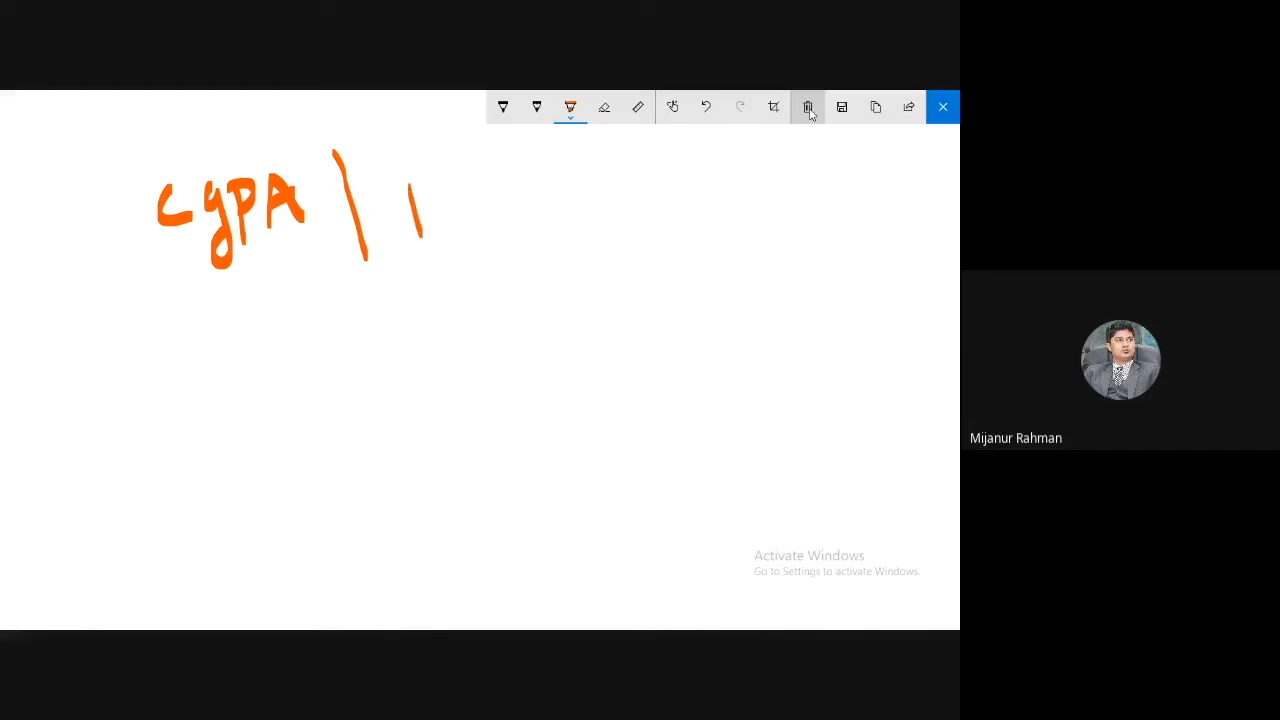 CgPA \ \
Mijanur Rahman
Activate Windows
Go to Settings to activate Windows.